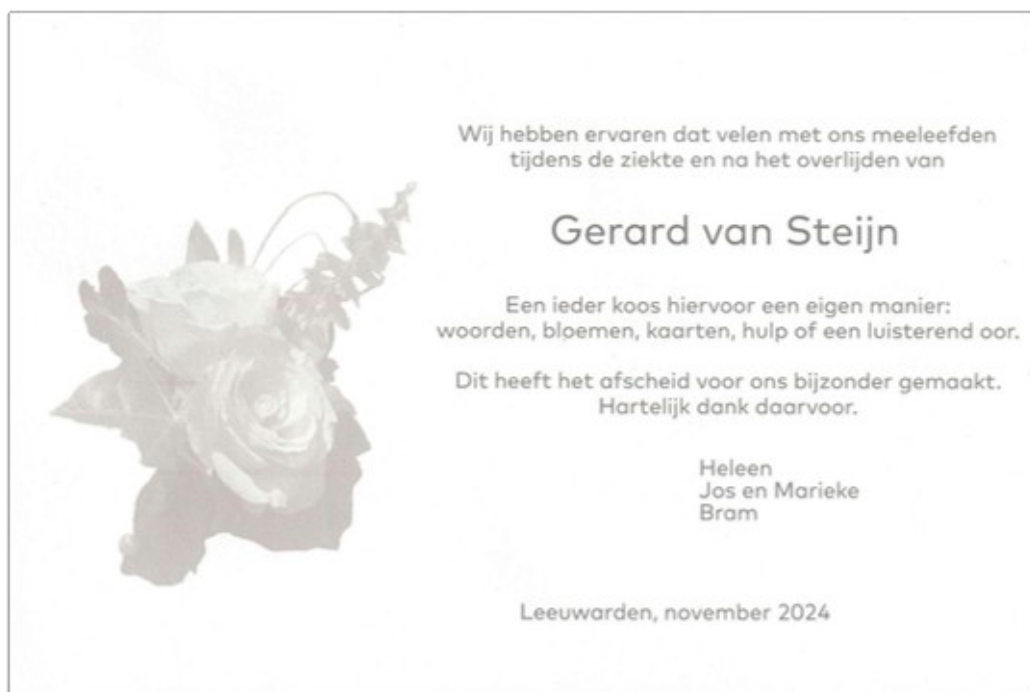 Wij hebben ervaren dat velen met ons meeleefden
tijdens de ziekte en na het overlijden van
Gerard van Steijn
Een ieder koos hiervoor een eigen manier:
woorden, bloemen, kaarten, hulp of een luisterend oor.
Dit heeft het afscheid voor ons bijzonder gemaakt.
Hartelijk dank daarvoor.
Heleen
Jos en Marieke
Bram
Leeuwarden, november 2024